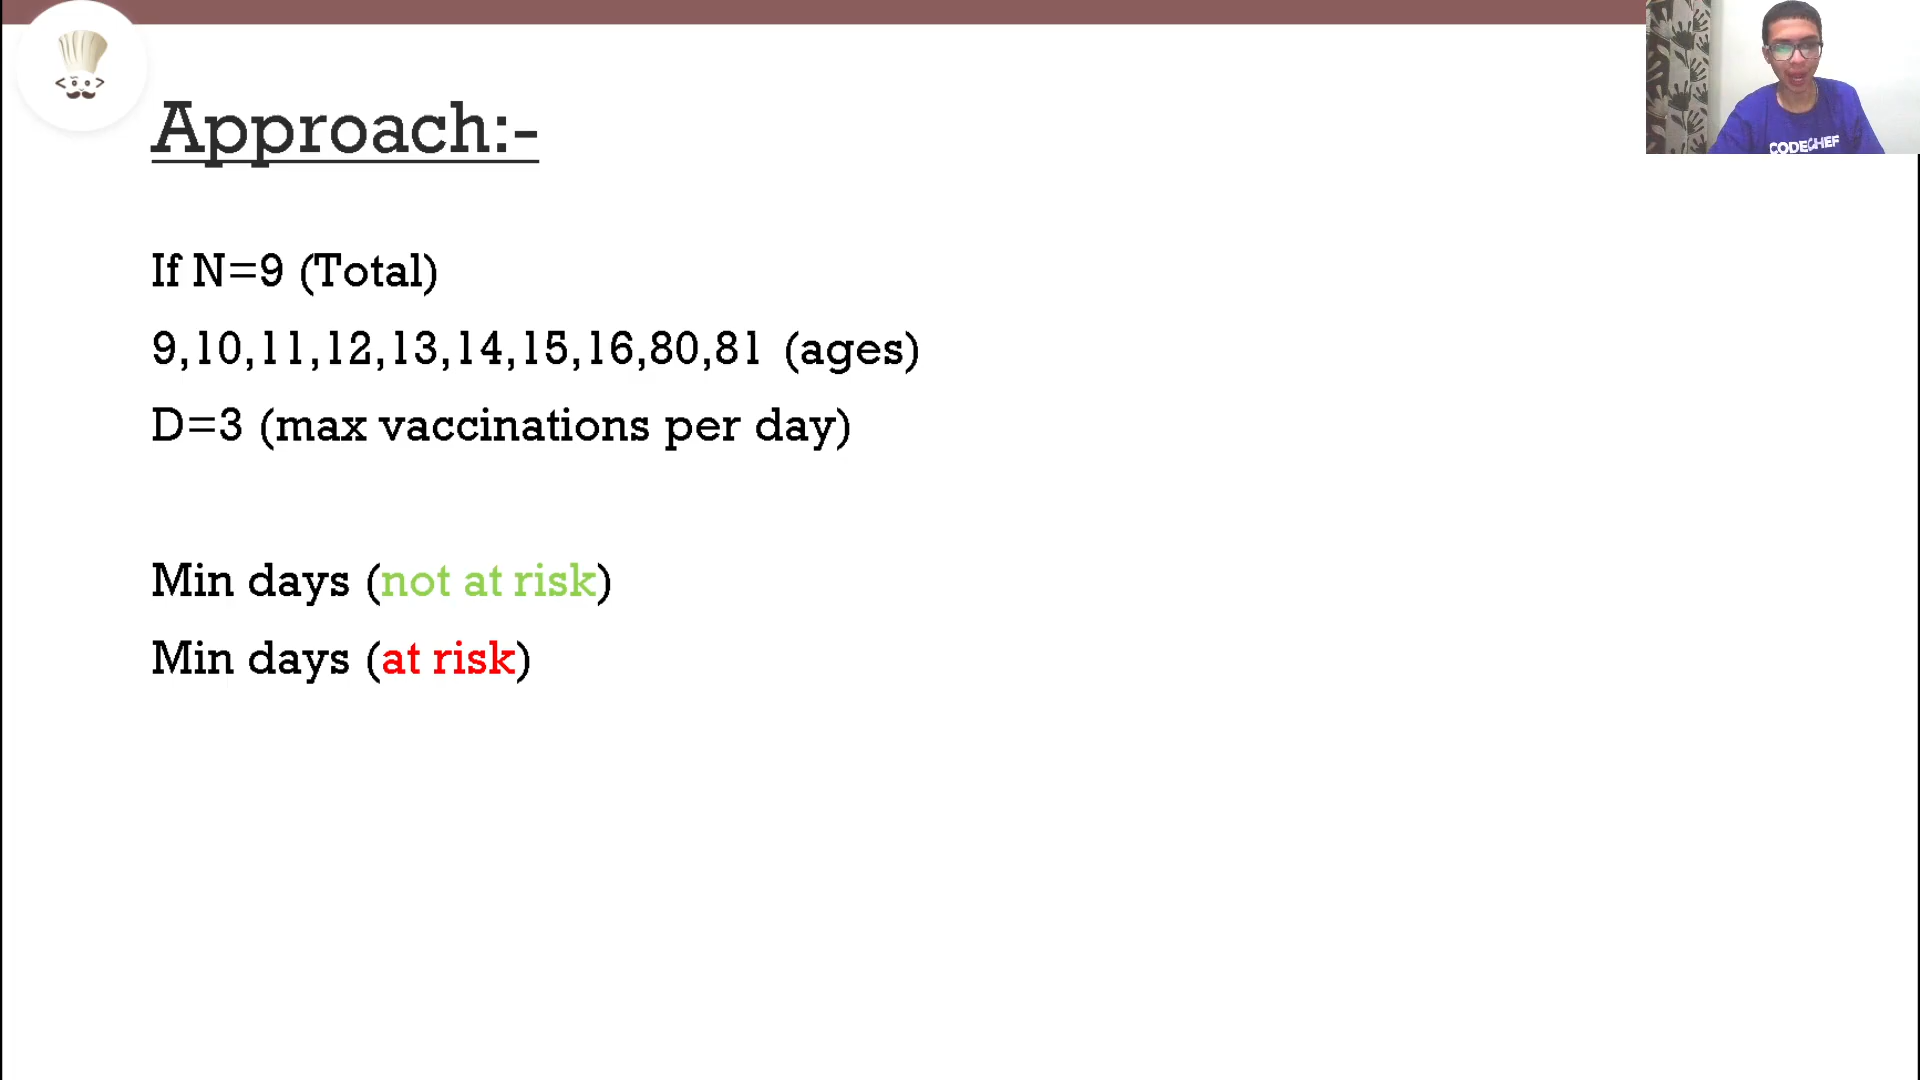 Approach:-
CODECHEF
If N=9 (Total)
9,10,11,12,13,14,15,16,80,81 (ages)
D=3 (max vaccinations per day)
Min days (not at risk)
Min days (at risk)